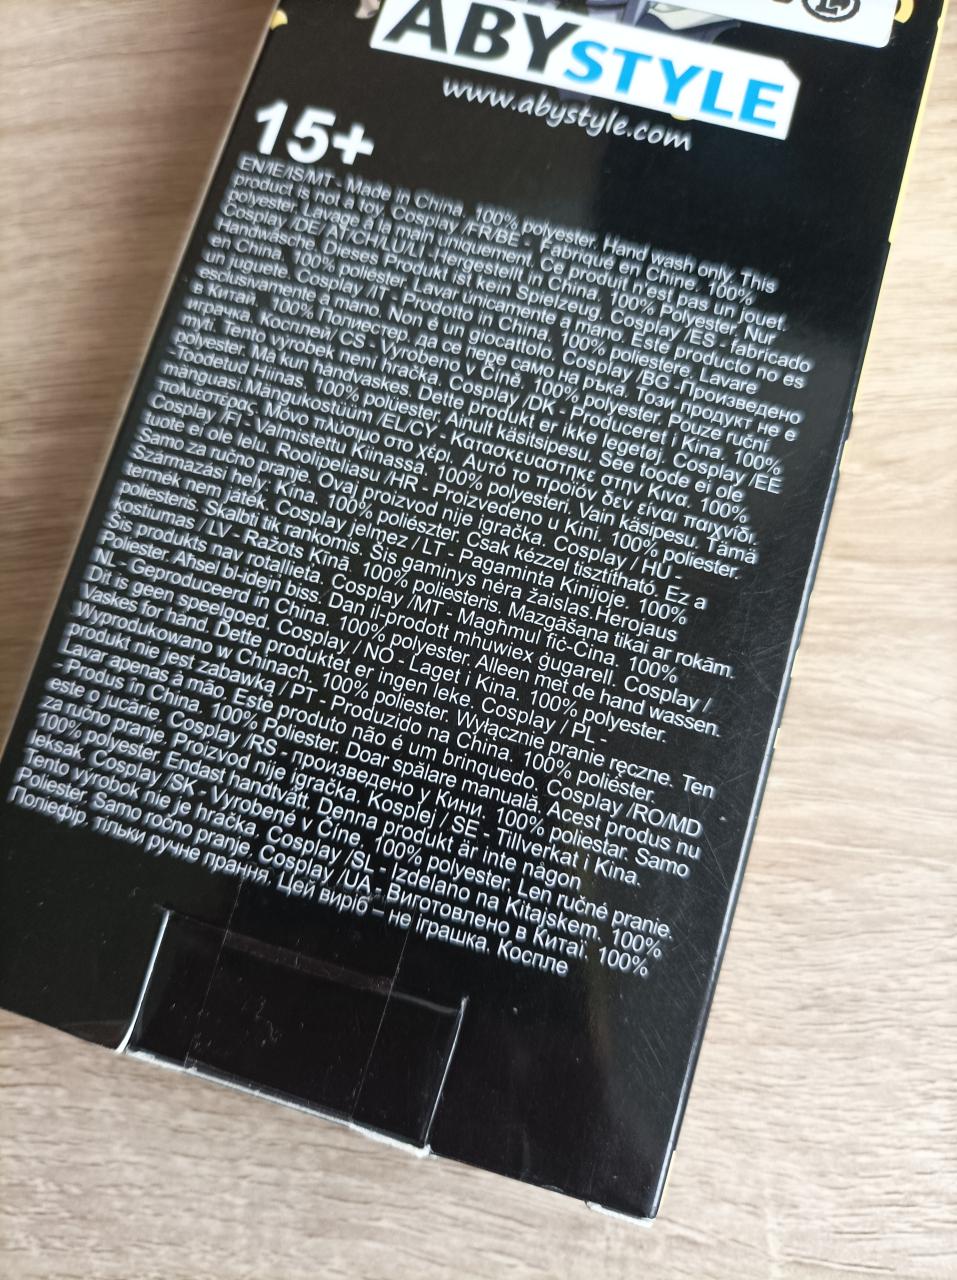 ABYSTYLE
www.abystyle.com
15+
EN/IE/IS/MT - Made in China. 100% polyester. Hand wash only. This
product is not a toy. Cosplay /FR/BE - Fabriqué en Chine. 100%
polyester. Lavage à la main uniquement. Ce produit n'est pas un jouet.
Cosplay /DE/ AT/CH/LU/LI - Hergestellt in China. 100% Polyester. Nur
Handwäsche. Dieses Produkt ist kein Spielzeug. Cosplay /ES - fabricado
en China. 100% poliéster. Lavar únicamente a mano. Este producto no es
un juguete. Cosplay /IT - Prodotto in China. 100% poliestere. Lavare
esclusivamente a mano. Non è un giocattolo. Cosplay /BG -Произведено
в Китай. 100% Полиестер. да се пере само на ръка. Този продукт не е
играчка. Косплей/ CS - Vyrobeno v Číně. 100% polyester. Pouze ruční
mytí. Tento výrobek není hračka. Cosplay / DK - Produceret i Kina. 100%
polyester. Må kun håndvaskes. Dette produkt er ikke legetøj. Cosplay /EE
-Toodetud Hiinas. 100% polüester. Ainult käsitsipesu. See toode ei ole
mänguasi.Mängukostüüm /EL/CY - Κατασκευαστηκε στην Κινα. 100%
πολυεστέρας. Μόνο πλύσιμο στο χέρι. Αυτό το προϊόν δεν είναι παιχνίδι.
Cosplay /FI - Valmistettu Kiinassa. 100% polyesteri. Vain käsipesu. Tämä
tuote ei ole lelu. Roolipeliasu /HR - Proizvedeno u Kini. 100% poliester.
Samo za ručno pranje. Ovaj proizvod nije igračka. Cosplay / HU -
Származási hely: Kína. 100% poliészter. Csak kézzel tisztítható. Ez a
termék nem játék. Cosplay jelmez / LT - Pagaminta Kinijoje. 100%
poliesteris. Skalbti tik rankomis. Šis gaminys nėra žaislas.Herojaus
kostiumas / LV - Ražots Ķīnā. 100% poliesteris. Mazgāšana tikai ar rokām.
Šis produkts nav rotaļlieta. Cosplay /MT - Magħmul fiċ-Ċina. 100%
Poliester. Aħsel bl-idejn biss. Dan il-prodott mhuwiex ġugarell. Cosplay /
NL - Geproduceerd in China. 100% polyester. Alleen met de hand wassen.
Dit is geen speelgoed. Cosplay / NO - Laget i Kina. 100% polyester.
Vaskes for hånd. Dette produktet er ingen leke. Cosplay / PL -
Wyprodukowano w Chinach. 100% poliester. Wyłącznie pranie ręczne. Ten
produkt nie jest zabawką / PT - Produzido na China. 100% poliéster.
Lavar apenas à mão. Este produto não é um brinquedo. Cosplay /RO/MD
- Produs în China. 100% Poliester. Doar spălare manuală. Acest produs nu
este o jucărie. Cosplay /RS - произведено у Кини. 100% poliestar. Samo
za ručno pranje. Proizvod nije igračka. Kosplej / SE - Tillverkat i Kina.
100% polyester. Endast handtvätt. Denna produkt är inte någon
leksak. Cosplay /SK - Vyrobené v Číne. 100% polyester. Len ručné pranie.
Tento výrobok nie je hračka. Cosplay /SL - Izdelano na Kitajskem. 100%
Poliester. Samo ročno pranje. Cosplay /UA - Виготовлено в Китаї. 100%
Поліефір, тільки ручне прання. Цей виріб – не іграшка. Коспле